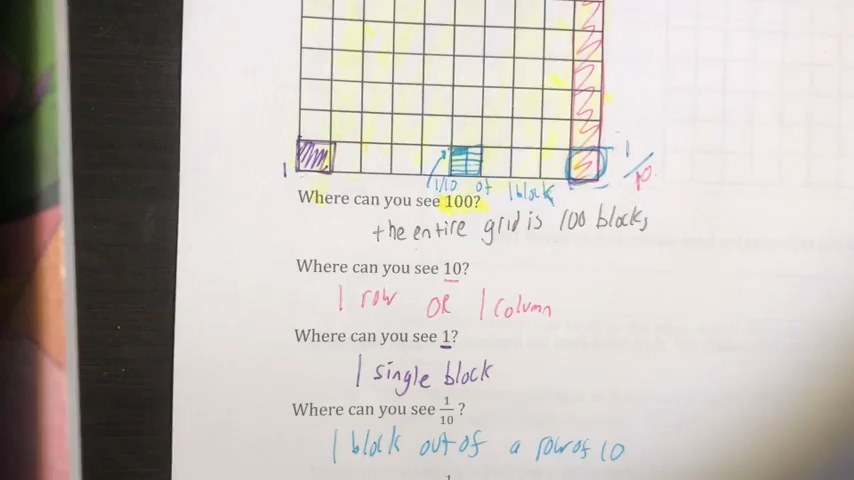 1
1/10 of 1 block
1/10
Where can you see 100?
the entire grid is 100 blocks
Where can you see 10?
1 row OR 1 column
Where can you see 1?
1 single block
Where can you see 1/10?
1 block out of a row of 10
1